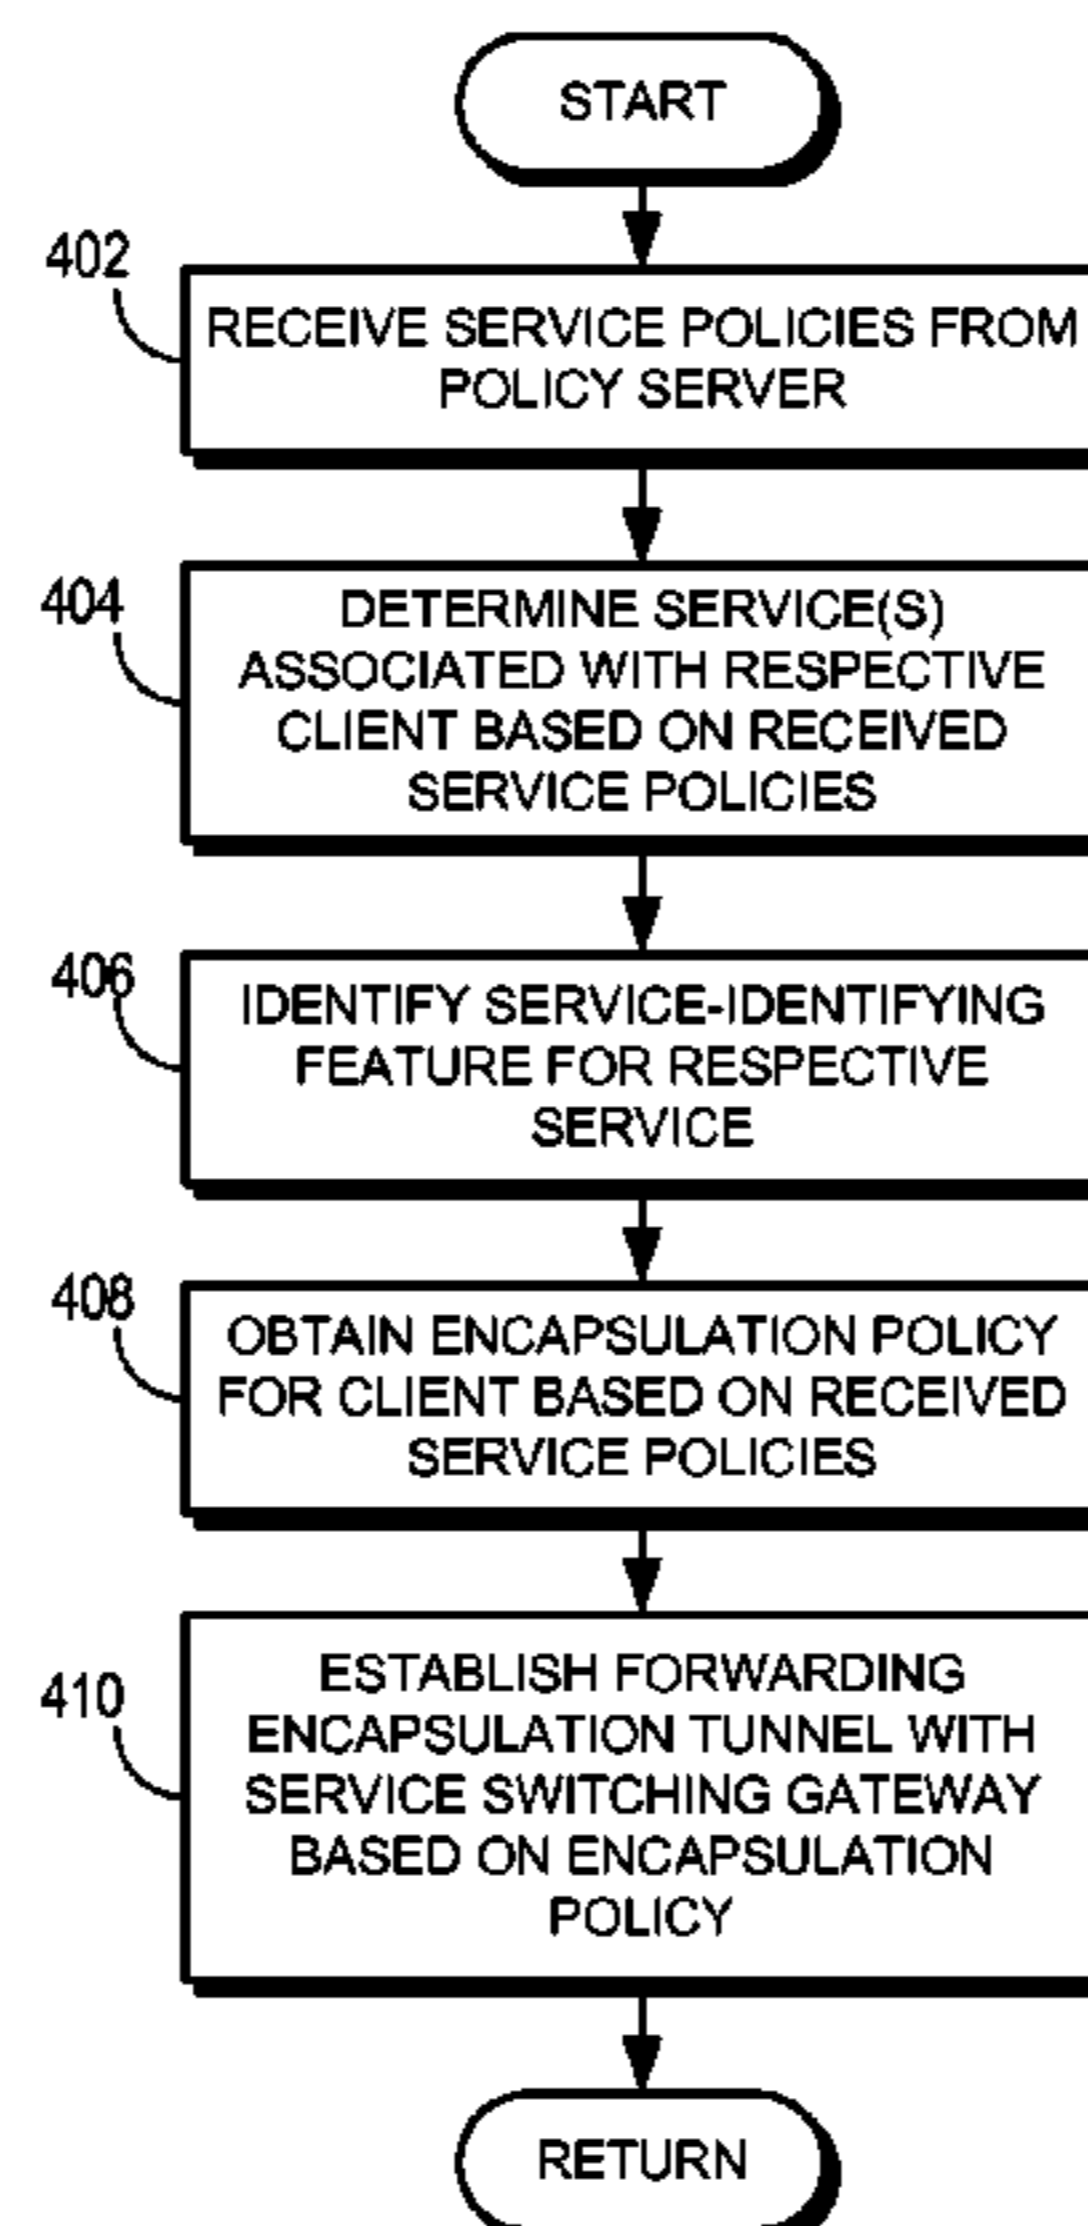 START
402
RECEIVE SERVICE POLICIES FROM
POLICY SERVER
404
DETERMINE SERVICE(S)
ASSOCIATED WITH RESPECTIVE
CLIENT BASED ON RECEIVED
SERVICE POLICIES
406
IDENTIFY SERVICE-IDENTIFYING
FEATURE FOR RESPECTIVE
SERVICE
408
OBTAIN ENCAPSULATION POLICY
FOR CLIENT BASED ON RECEIVED
SERVICE POLICIES
410
ESTABLISH FORWARDING
ENCAPSULATION TUNNEL WITH
SERVICE SWITCHING GATEWAY
BASED ON ENCAPSULATION
POLICY
RETURN